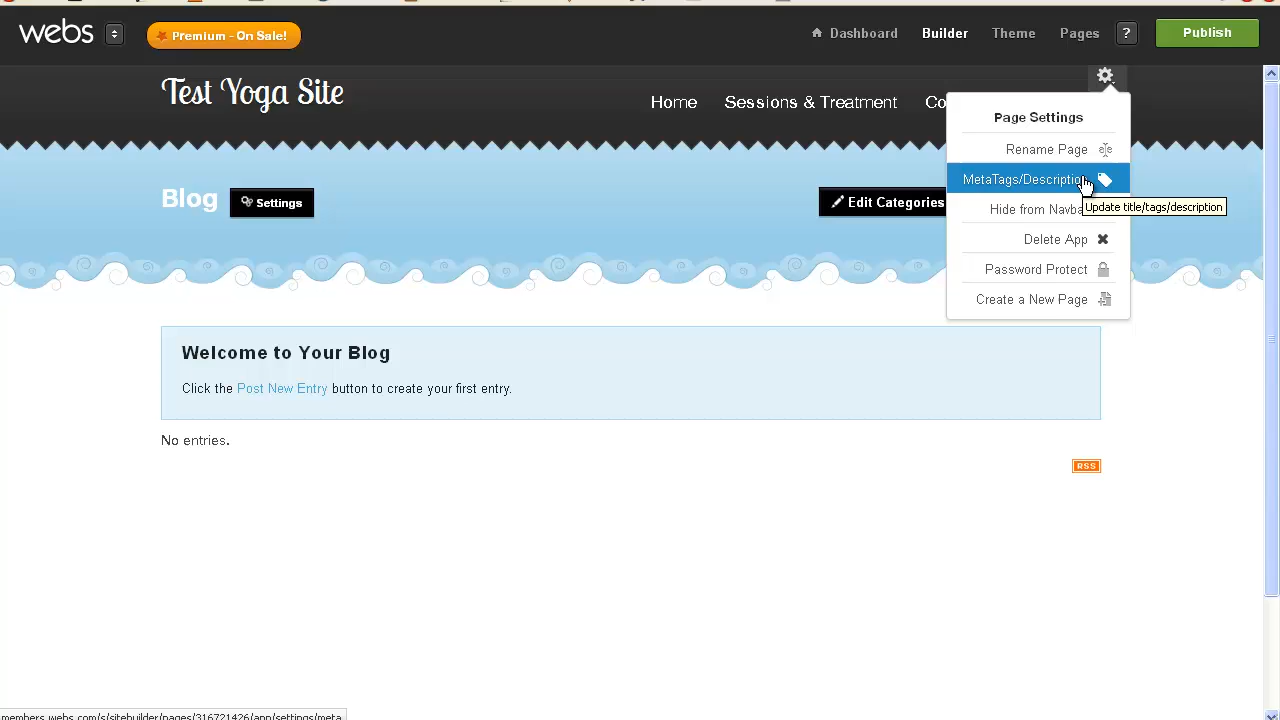 webs
Premium - On Sale!
Dashboard Builder Theme Pages ? Publish
Test Yoga Site
Home Sessions & Treatment Co
Page Settings
Rename Page
MetaTags/Description
Update title/tags/description
Hide from Navba
Delete App
Password Protect
Create a New Page
Blog Settings Edit Categories
Welcome to Your Blog
Click the Post New Entry button to create your first entry.
No entries.
RSS
members.webs.com/s/sitebuilder/pages/316721426/app/settings/meta